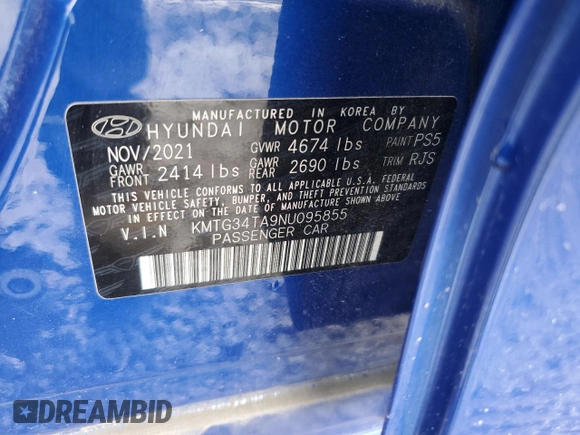 MANUFACTURED IN KOREA BY
HYUNDAI MOTOR COMPANY
NOV/2021 GVWR 4674 lbs PAINT PS5
GAWR FRONT 2414 lbs GAWR REAR 2690 lbs TRIM RJS
THIS VEHICLE CONFORMS TO ALL APPLICABLE U.S.A. FEDERAL
MOTOR VEHICLE SAFETY, BUMPER, AND THEFT PREVENTION STANDARDS
IN EFFECT ON THE DATE OF MANUFACTURE SHOWN ABOVE.
V.I.N KMTG34TA9NU095855
PASSENGER CAR
DREAMBID